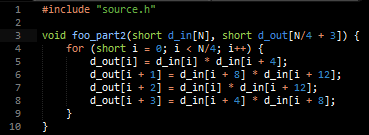 1 #include "source.h"
2
3 void foo_part2(short d_in[N], short d_out[N/4 + 3]) {
4 for (short i = 0; i < N/4; i++) {
5 d_out[i] = d_in[i] * d_in[i + 4];
6 d_out[i + 1] = d_in[i + 8] * d_in[i + 12];
7 d_out[i + 2] = d_in[i] * d_in[i + 12];
8 d_out[i + 3] = d_in[i + 4] * d_in[i + 8];
9 }
10 }